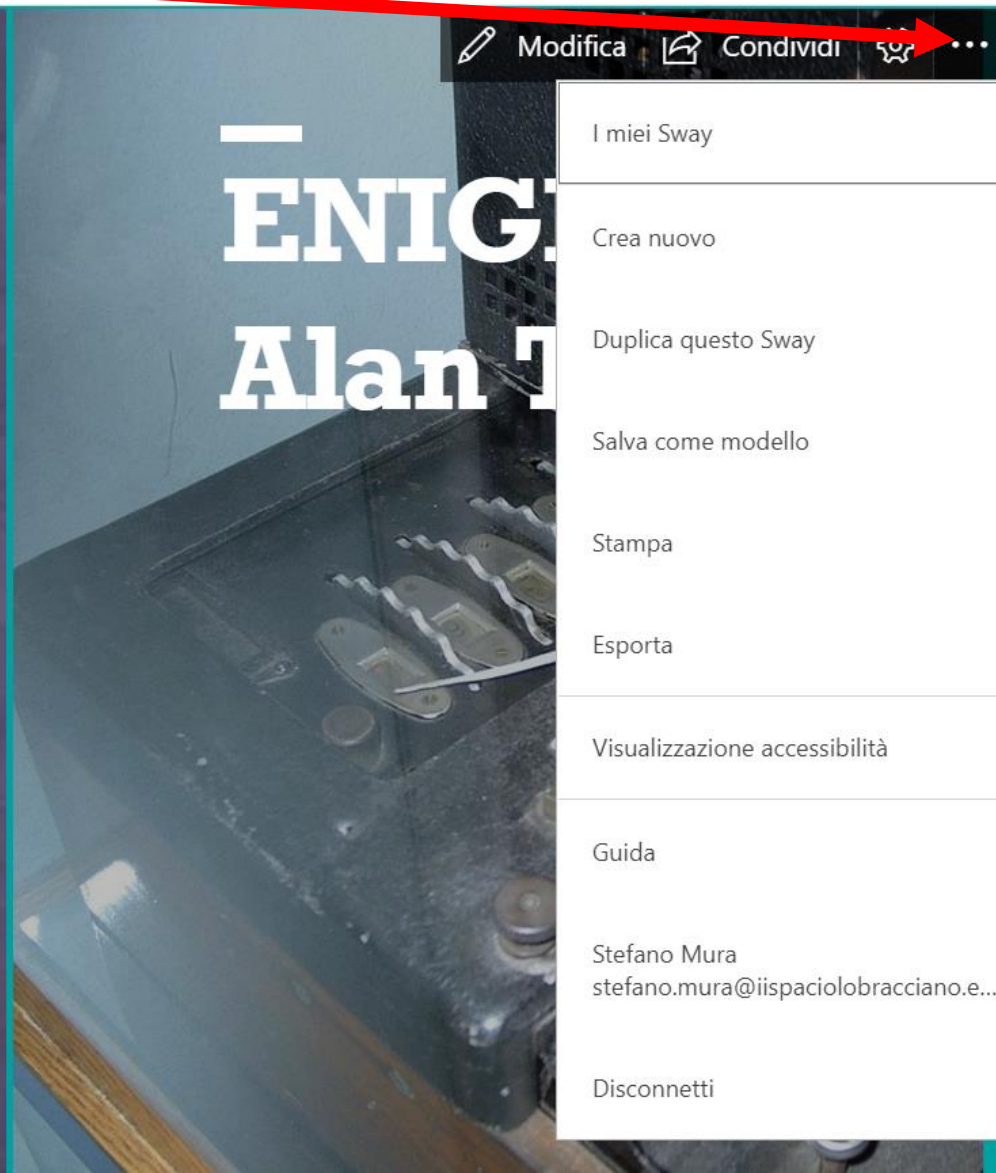 Modifica Condividi
I miei Sway
Crea nuovo
Duplica questo Sway
Salva come modello
Stampa
Esporta
Visualizzazione accessibilità
Guida
Stefano Mura
stefano.mura@iispaciolobracciano.e...
Disconnetti
ENIG
Alan T